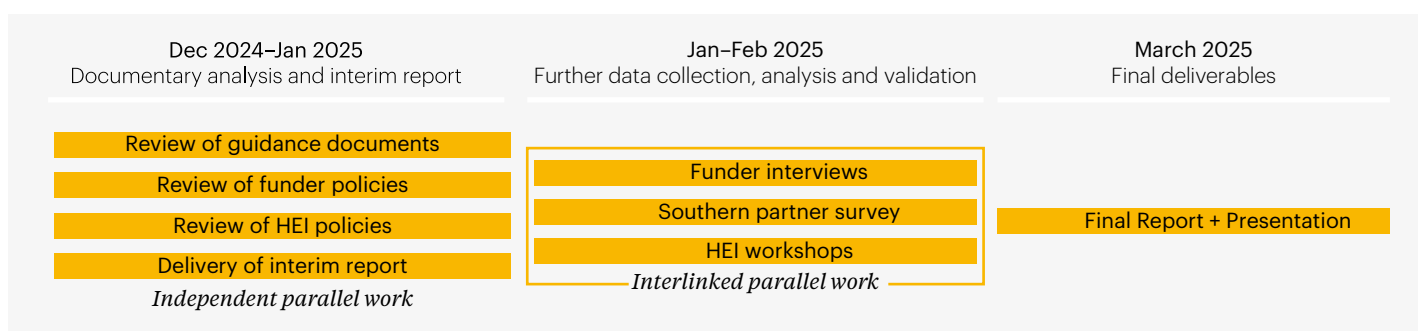 Dec 2024–Jan 2025
Documentary analysis and interim report
Review of guidance documents
Review of funder policies
Review of HEI policies
Delivery of interim report
Independent parallel work
Jan–Feb 2025
Further data collection, analysis and validation
Funder interviews
Southern partner survey
HEI workshops
Interlinked parallel work
March 2025
Final deliverables
Final Report + Presentation